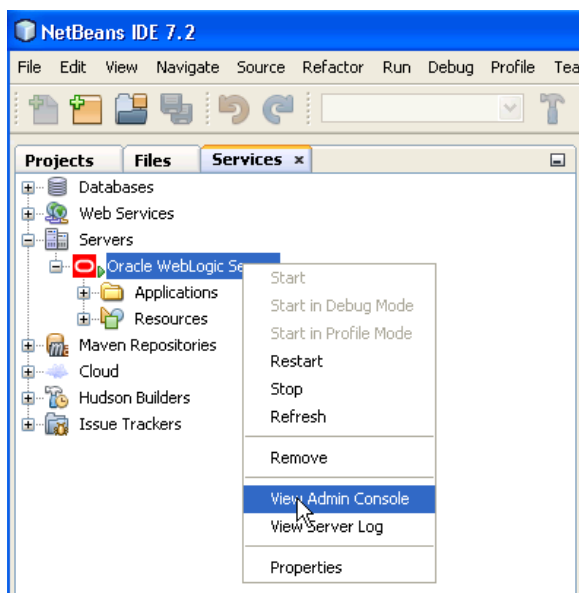 NetBeans IDE 7.2
File Edit View Navigate Source Refactor Run Debug Profile Tea
Projects Files Services ×
Databases
Web Services
Servers
Oracle WebLogic Se
Applications
Resources
Maven Repositories
Cloud
Hudson Builders
Issue Trackers
Start
Start in Debug Mode
Start in Profile Mode
Restart
Stop
Refresh
Remove
View Admin Console
View Server Log
Properties